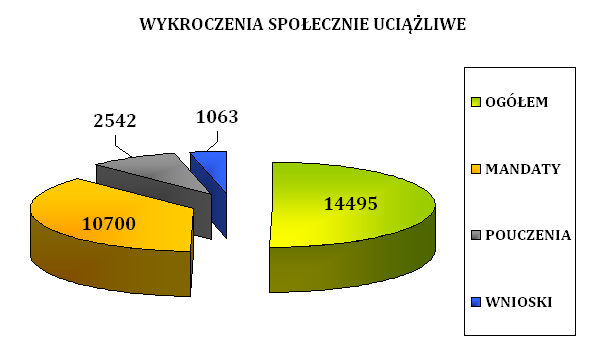 WYKROCZENIA SPOŁECZNIE UCIĄŻLIWE
2542
1063
10700
14495
OGÓŁEM
MANDATY
POUCZENIA
WNIOSKI